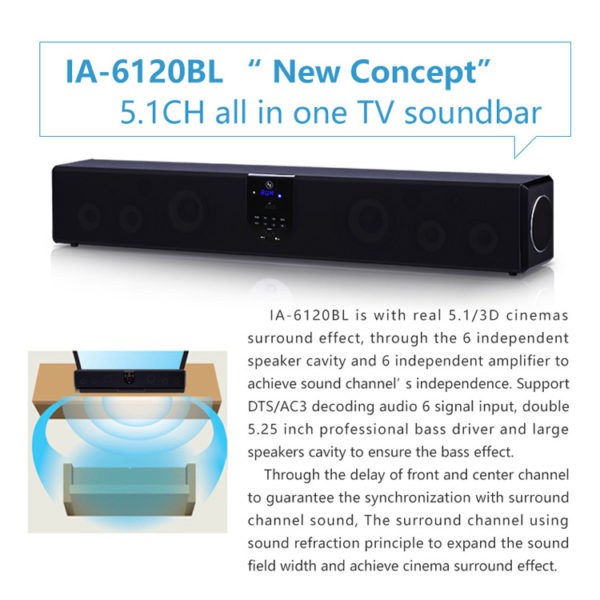 IA-6120BL “ New Concept”
5.1CH all in one TV soundbar
IA-6120BL is with real 5.1/3D cinemas
surround effect, through the 6 independent
speaker cavity and 6 independent amplifier to
achieve sound channel’ s independence. Support
DTS/AC3 decoding audio 6 signal input, double
5.25 inch professional bass driver and large
speakers cavity to ensure the bass effect.
Through the delay of front and center channel
to guarantee the synchronization with surround
channel sound, The surround channel using
sound refraction principle to expand the sound
field width and achieve cinema surround effect.